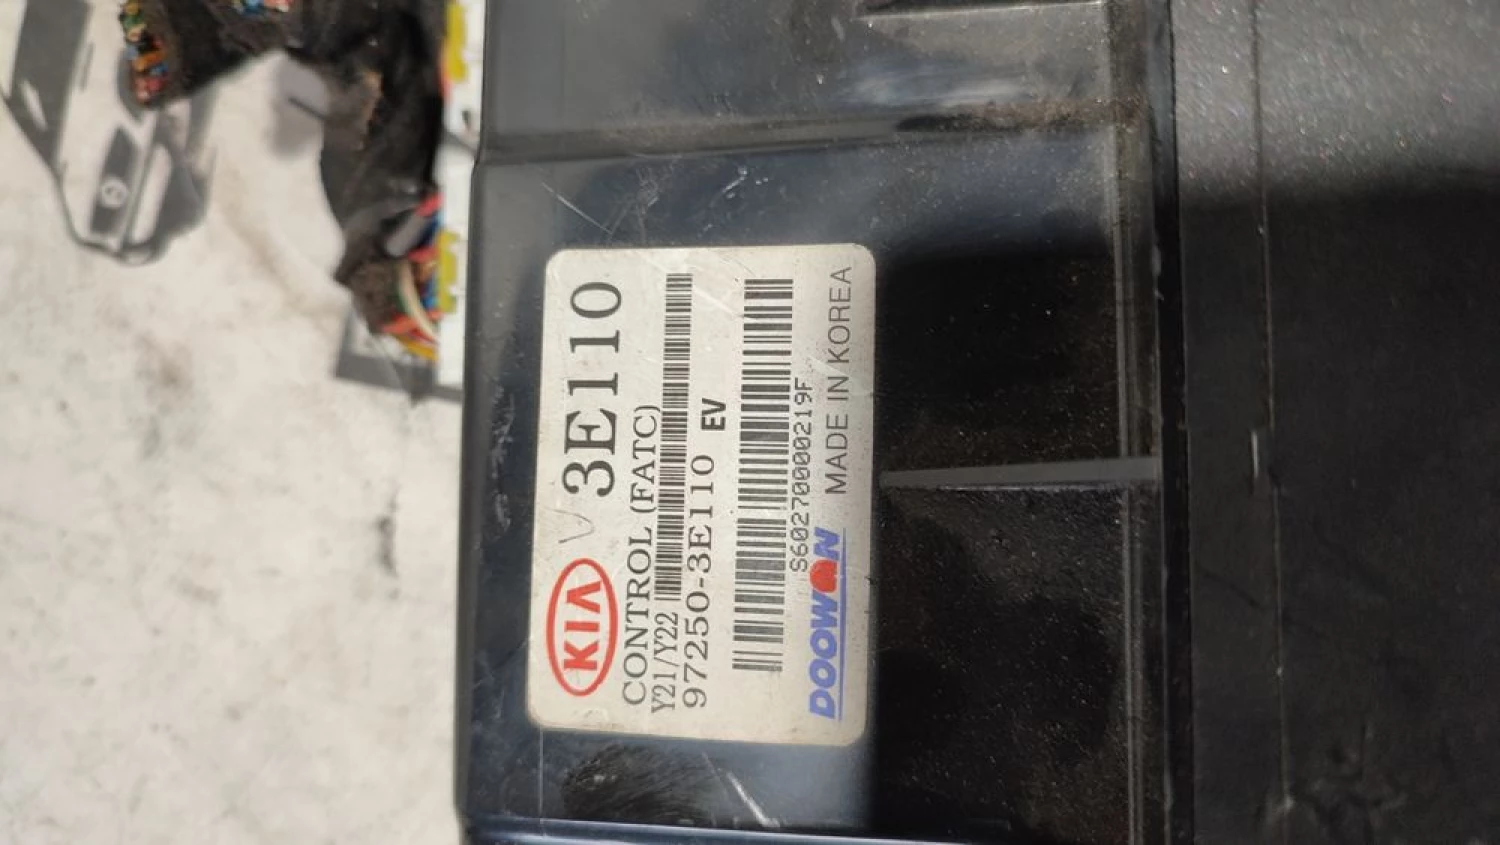 KIA 3E110
CONTROL (FATC)
Y21/Y22
97250-3E110 EV
S60270000219F
DOOWON MADE IN KOREA